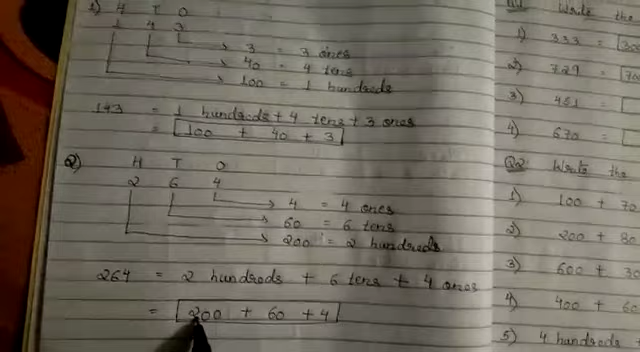 1) H T O
1 4 3
3 = 3 ones
40 = 4 tens
100 = 1 hundreds
143 = 1 hundreds + 4 tens + 3 ones
= 100 + 40 + 3
2) H T O
2 6 4
4 = 4 ones
60 = 6 tens
200 = 2 hundreds
264 = 2 hundreds + 6 tens + 4 ones
= 200 + 60 + 4
Q1 Write the
1) 333 = 300
2) 729 = 700
3) 451 =
4) 670 =
Q2 Write the
1) 100 + 70
2) 200 + 80
3) 600 + 30
4) 400 + 60
5) 4 hundreds +